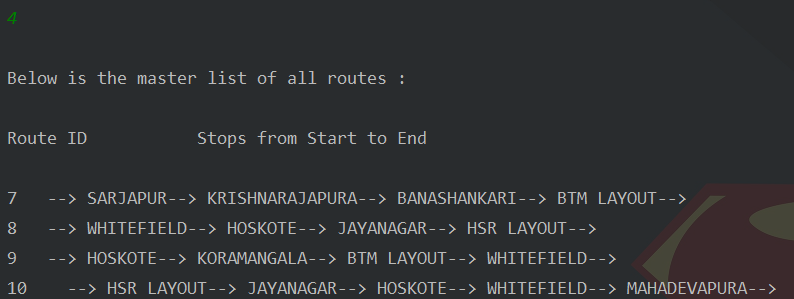 4
Below is the master list of all routes :
Route ID           Stops from Start to End
7   --> SARJAPUR--> KRISHNARAJAPURA--> BANASHANKARI--> BTM LAYOUT-->
8   --> WHITEFIELD--> HOSKOTE--> JAYANAGAR--> HSR LAYOUT-->
9   --> HOSKOTE--> KORAMANGALA--> BTM LAYOUT--> WHITEFIELD-->
10    --> HSR LAYOUT--> JAYANAGAR--> HOSKOTE--> WHITEFIELD--> MAHADEVAPURA-->